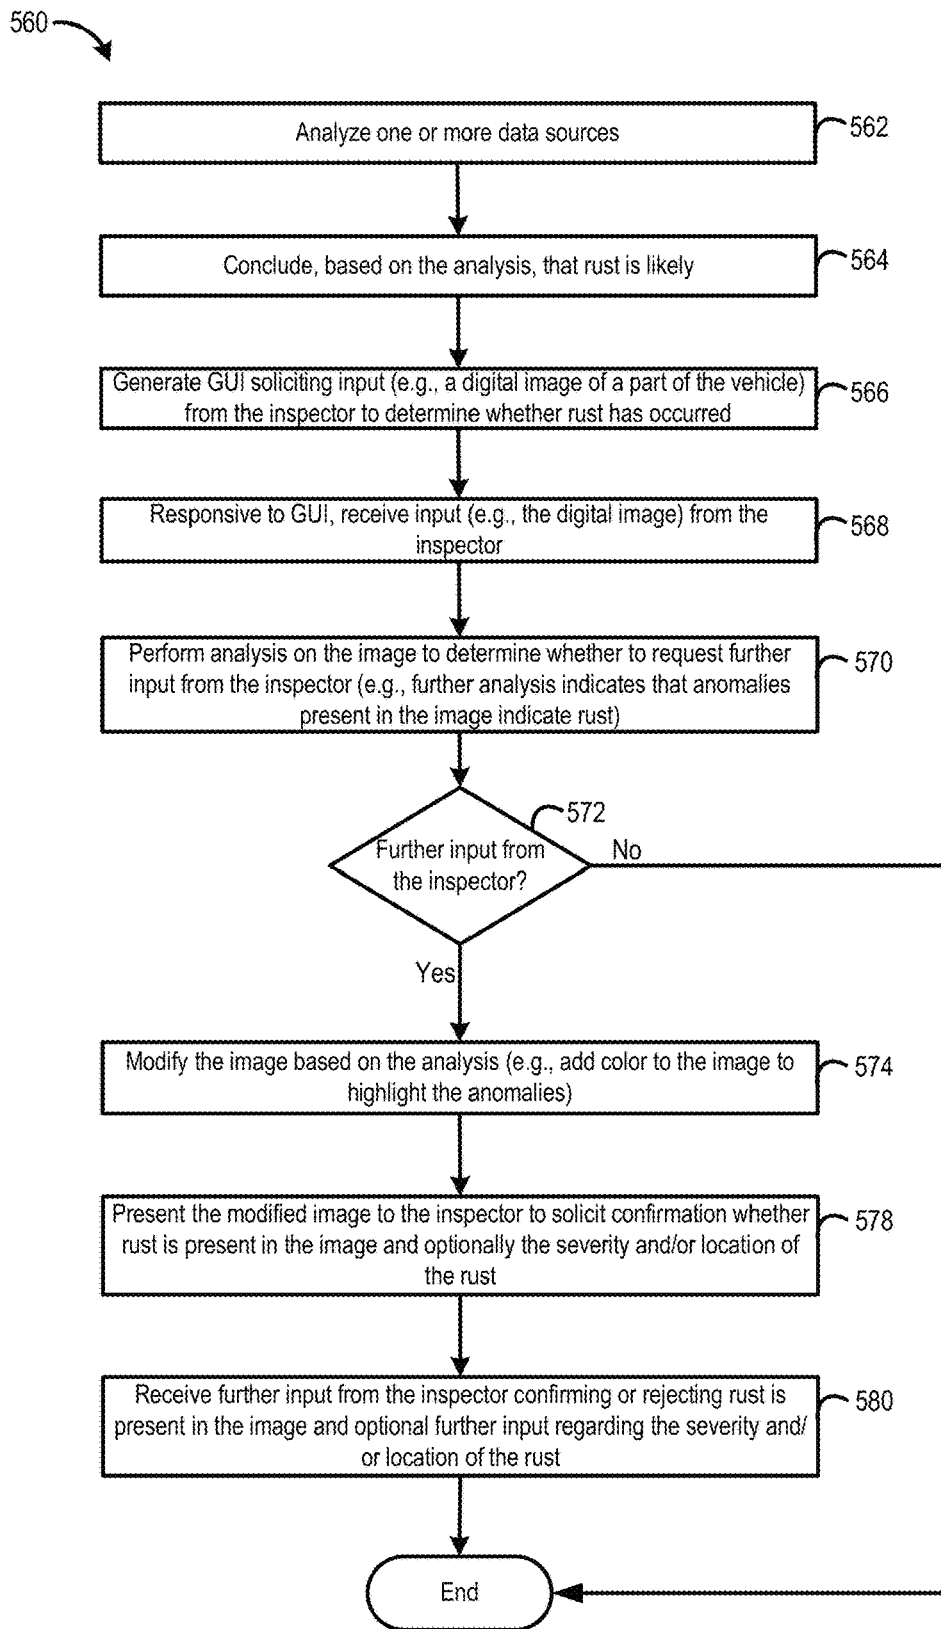 560
Analyze one or more data sources
562
Conclude, based on the analysis, that rust is likely
564
Generate GUI soliciting input (e.g., a digital image of a part of the vehicle)
from the inspector to determine whether rust has occurred
566
Responsive to GUI, receive input (e.g., the digital image) from the
inspector
568
Perform analysis on the image to determine whether to request further
input from the inspector (e.g., further analysis indicates that anomalies
present in the image indicate rust)
570
572
Further input from
the inspector?
No
Yes
Modify the image based on the analysis (e.g., add color to the image to
highlight the anomalies)
574
Present the modified image to the inspector to solicit confirmation whether
rust is present in the image and optionally the severity and/or location of
the rust
578
Receive further input from the inspector confirming or rejecting rust is
present in the image and optional further input regarding the severity and/
or location of the rust
580
End